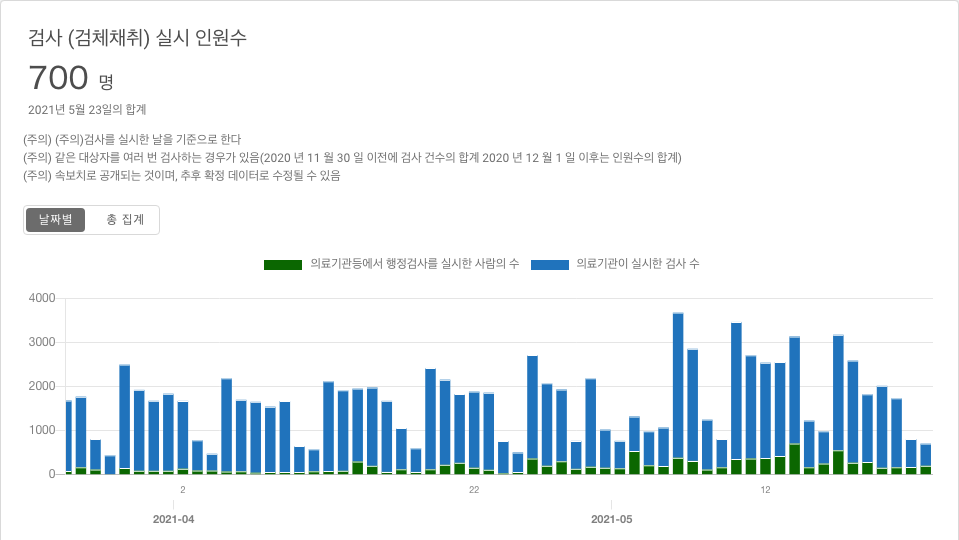 검사 (검체채취) 실시 인원수
700 명
2021년 5월 23일의 합계
(주의) (주의)검사를 실시한 날을 기준으로 한다
(주의) 같은 대상자를 여러 번 검사하는 경우가 있음(2020 년 11 월 30 일 이전에 검사 건수의 합계 2020 년 12 월 1 일 이후는 인원수의 합계)
(주의) 속보치로 공개되는 것이며, 추후 확정 데이터로 수정될 수 있음
날짜별 총 집계
의료기관등에서 행정검사를 실시한 사람의 수 의료기관이 실시한 검사 수
4000
3000
2000
1000
0
2 22 12
2021-04 2021-05